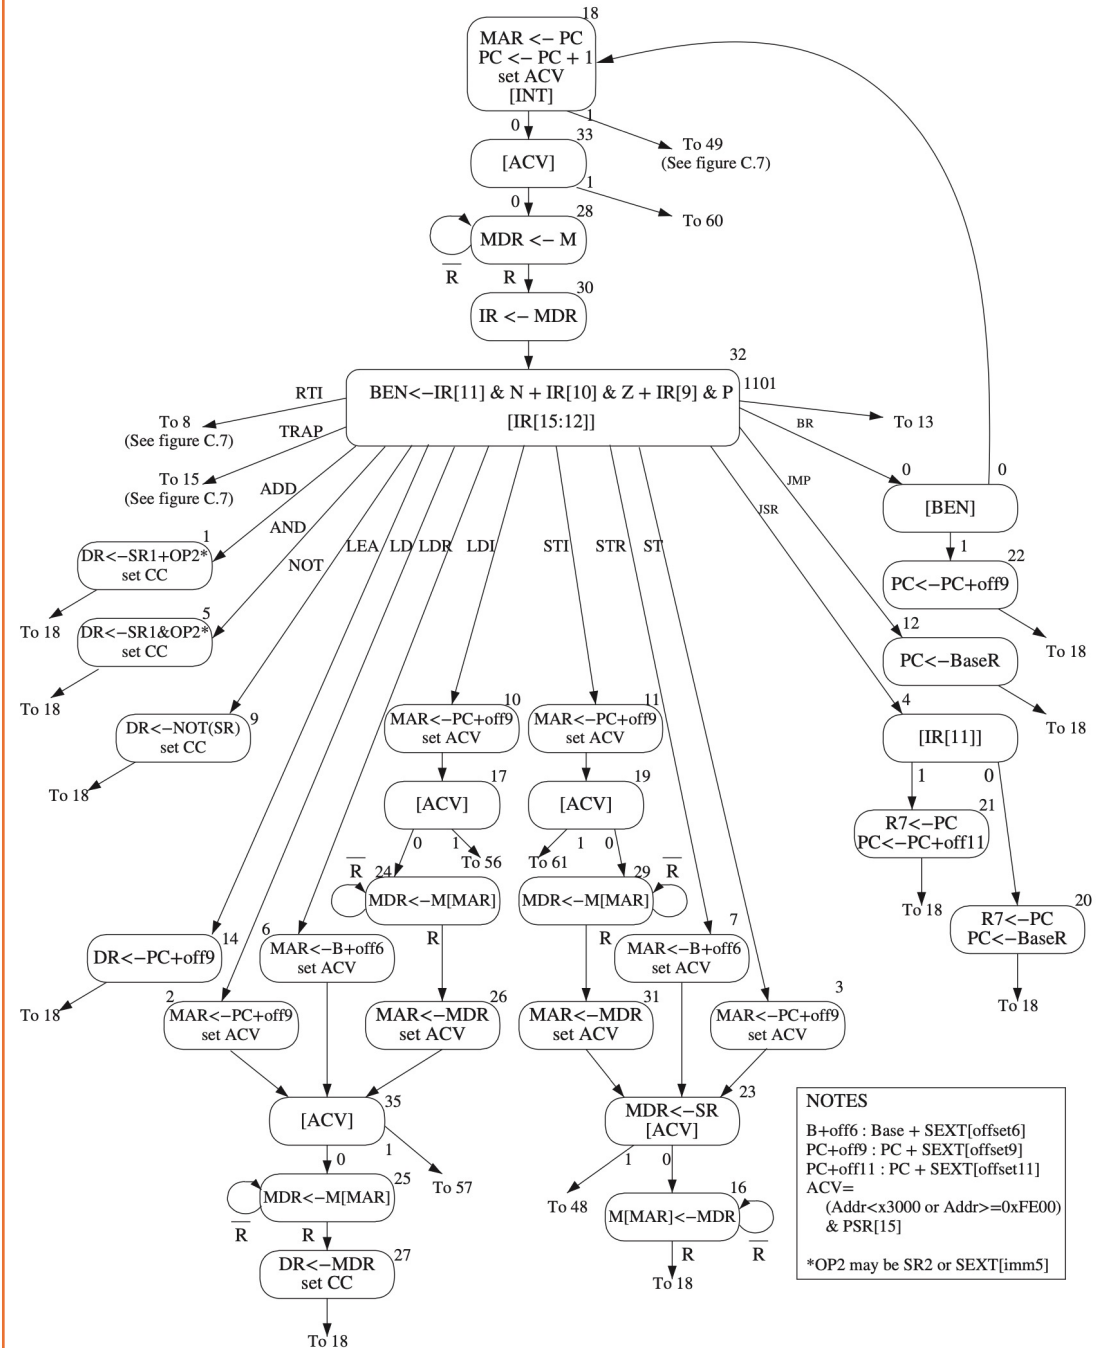 18
MAR <– PC
PC <– PC + 1
set ACV
[INT]
0
1
33
To 49
(See figure C.7)
[ACV]
0
1
28
To 60
MDR <– M
R
R
30
IR <– MDR
32
BEN<–IR[11] & N + IR[10] & Z + IR[9] & P
[IR[15:12]]
1101
RTI
To 8
(See figure C.7)
TRAP
To 15
(See figure C.7)
To 13
BR
JMP
JSR
ADD
AND
NOT
LEA
LD
LDR
LDI
STI
STR
ST
0
0
[BEN]
1
22
PC<–PC+off9
To 18
1
DR<–SR1+OP2*
set CC
To 18
5
DR<–SR1&OP2*
set CC
To 18
12
PC<–BaseR
To 18
9
DR<–NOT(SR)
set CC
To 18
10
MAR<–PC+off9
set ACV
11
MAR<–PC+off9
set ACV
4
[IR[11]]
1
0
17
[ACV]
0
1
To 56
19
[ACV]
1
0
To 61
21
R7<–PC
PC<–PC+off11
To 18
R
24
MDR<–M[MAR]
R
29
R
MDR<–M[MAR]
R
20
R7<–PC
PC<–BaseR
To 18
14
DR<–PC+off9
To 18
6
MAR<–B+off6
set ACV
7
MAR<–B+off6
set ACV
2
MAR<–PC+off9
set ACV
26
MAR<–MDR
set ACV
31
MAR<–MDR
set ACV
3
MAR<–PC+off9
set ACV
35
[ACV]
0
1
To 57
23
MDR<–SR
[ACV]
1
0
To 48
25
MDR<–M[MAR]
R
R
16
M[MAR]<–MDR
R
R
To 18
27
DR<–MDR
set CC
To 18
NOTES
B+off6 : Base + SEXT[offset6]
PC+off9 : PC + SEXT[offset9]
PC+off11 : PC + SEXT[offset11]
ACV=
(Addr<x3000 or Addr>=0xFE00)
& PSR[15]
*OP2 may be SR2 or SEXT[imm5]